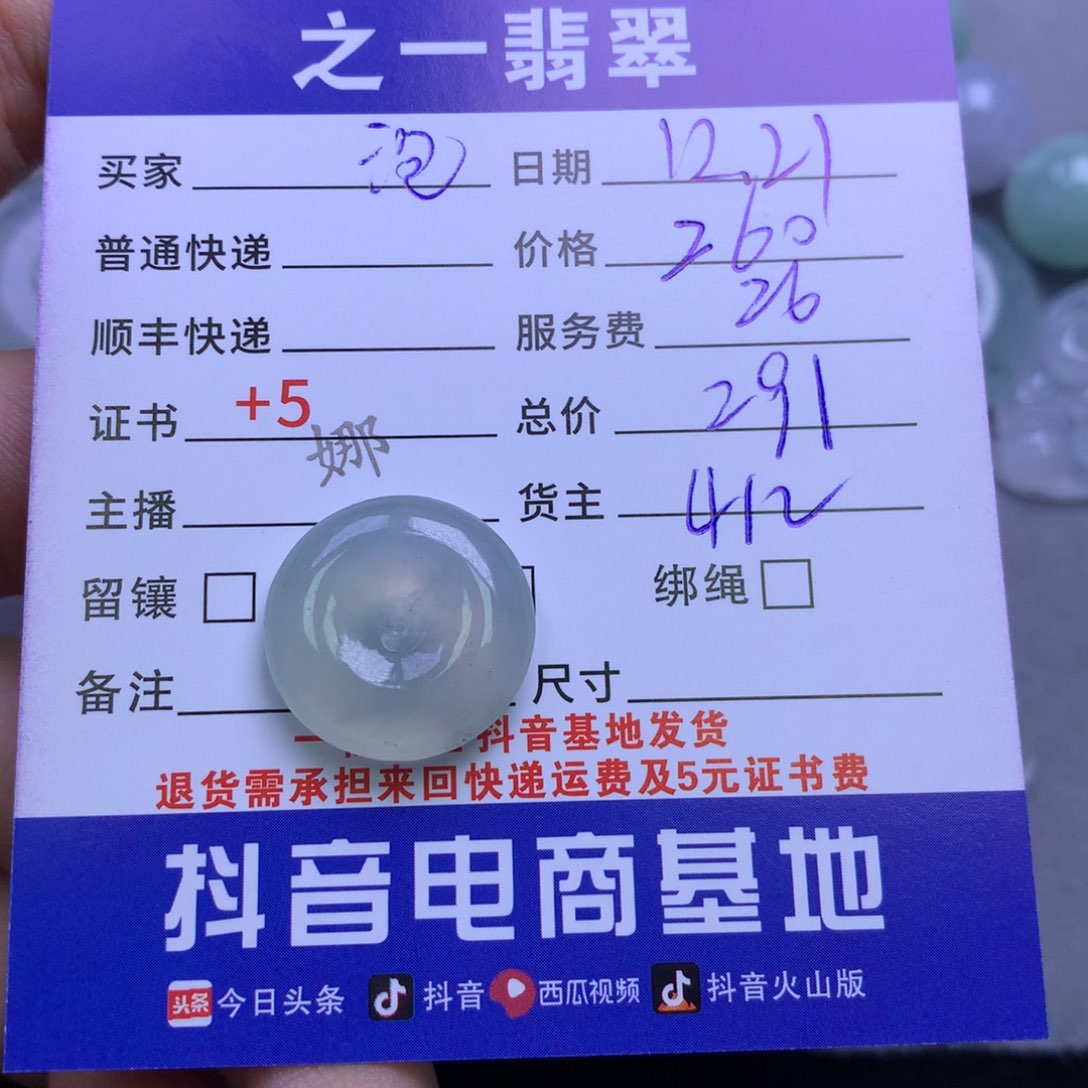 之一翡翠
买家 泡 日期 12.21
普通快递 价格 260
顺丰快递 服务费 26
证书 +5 总价 291
娜
主播 货主 412
留镶 绑绳
备注 尺寸
抖音基地发货
退货需承担来回快递运费及5元证书费
抖音电商基地
头条 今日头条 抖音 西瓜视频 抖音火山版